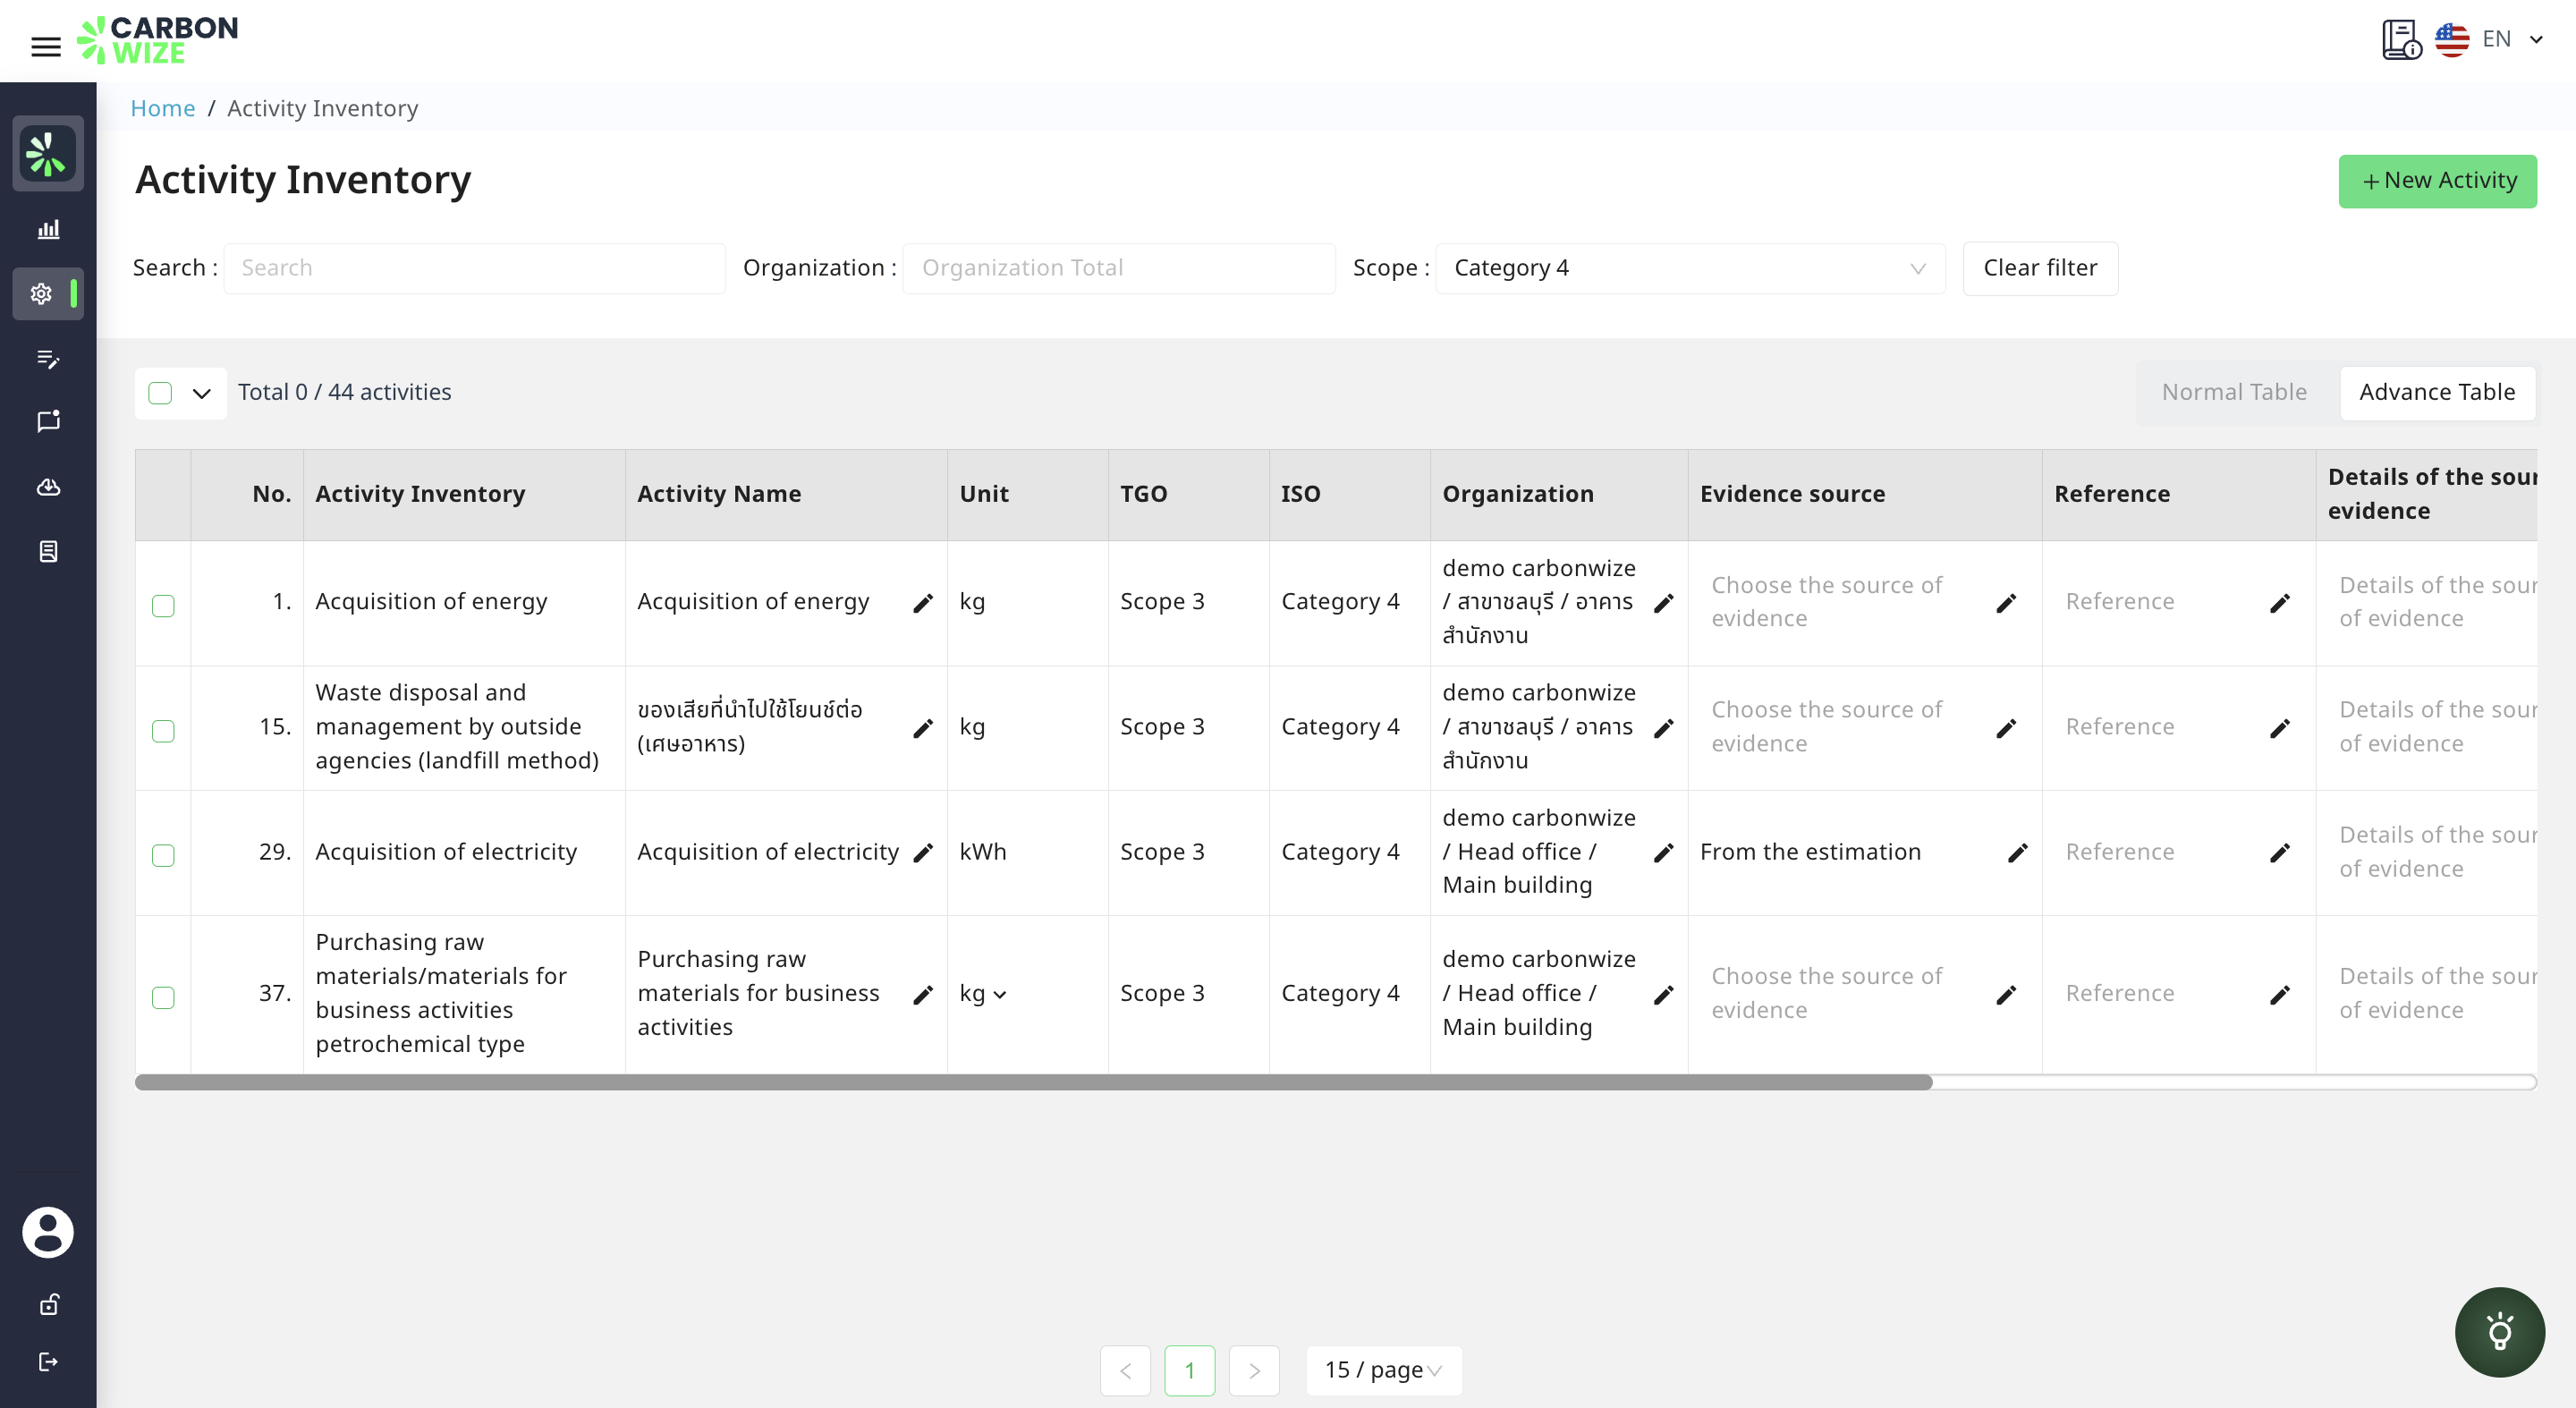 CARBON
WIZE
EN
Home / Activity Inventory
Activity Inventory
+ New Activity
Search : Search
Organization : Organization Total
Scope : Category 4
Clear filter
Total 0 / 44 activities
Normal Table
Advance Table
No.
Activity Inventory
Activity Name
Unit
TGO
ISO
Organization
Evidence source
Reference
Details of the sour
evidence
1.
Acquisition of energy
Acquisition of energy
kg
Scope 3
Category 4
demo carbonwize
/ สาขาชลบุรี / อาคาร
สำนักงาน
Choose the source of
evidence
Reference
Details of the sour
of evidence
15.
Waste disposal and
management by outside
agencies (landfill method)
ของเสียที่นำไปใช้โยนช์ต่อ
(เศษอาหาร)
kg
Scope 3
Category 4
demo carbonwize
/ สาขาชลบุรี / อาคาร
สำนักงาน
Choose the source of
evidence
Reference
Details of the sour
of evidence
29.
Acquisition of electricity
Acquisition of electricity
kWh
Scope 3
Category 4
demo carbonwize
/ Head office /
Main building
From the estimation
Reference
Details of the sour
of evidence
37.
Purchasing raw
materials/materials for
business activities
petrochemical type
Purchasing raw
materials for business
activities
kg
Scope 3
Category 4
demo carbonwize
/ Head office /
Main building
Choose the source of
evidence
Reference
Details of the sour
of evidence
< 1 >
15 / page